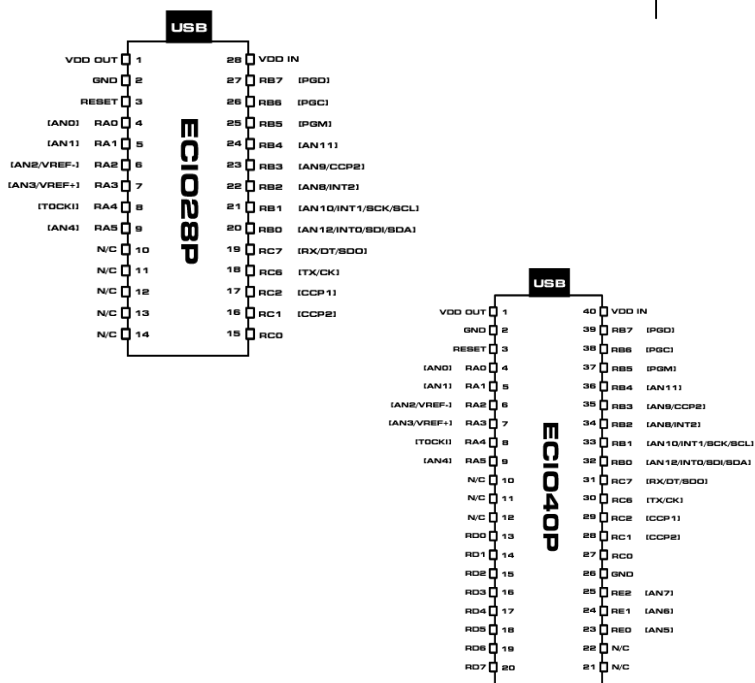 USB
VDD OUT 1 28 VDD IN
GND 2 27 RB7 [PGD]
RESET 3 26 RB6 [PGC]
[AN0] RA0 4 25 RB5 [PGM]
[AN1] RA1 5 24 RB4 [AN11]
[AN2/VREF-] RA2 6 23 RB3 [AN9/CCP2]
[AN3/VREF+] RA3 7 22 RB2 [AN8/INT2]
[TOCKI] RA4 8 21 RB1 [AN10/INT1/SCK/SCL]
[AN4] RA5 9 20 RB0 [AN12/INT0/SDI/SDA]
N/C 10 19 RC7 [RX/DT/SDO]
N/C 11 18 RC6 [TX/CK]
N/C 12 17 RC2 [CCP1]
N/C 13 16 RC1 [CCP2]
N/C 14 15 RC0
ECIO28P
USB
VDD OUT 1 40 VDD IN
GND 2 39 RB7 [PGD]
RESET 3 38 RB6 [PGC]
[AN0] RA0 4 37 RB5 [PGM]
[AN1] RA1 5 36 RB4 [AN11]
[AN2/VREF-] RA2 6 35 RB3 [AN9/CCP2]
[AN3/VREF+] RA3 7 34 RB2 [AN8/INT2]
[TOCKI] RA4 8 33 RB1 [AN10/INT1/SCK/SCL]
[AN4] RA5 9 32 RB0 [AN12/INT0/SDI/SDA]
N/C 10 31 RC7 [RX/DT/SDO]
N/C 11 30 RC6 [TX/CK]
N/C 12 29 RC2 [CCP1]
RD0 13 28 RC1 [CCP2]
RD1 14 27 RC0
RD2 15 26 GND
RD3 16 25 RE2 [AN7]
RD4 17 24 RE1 [AN6]
RD5 18 23 RE0 [AN5]
RD6 19 22 N/C
RD7 20 21 N/C
ECIO40P